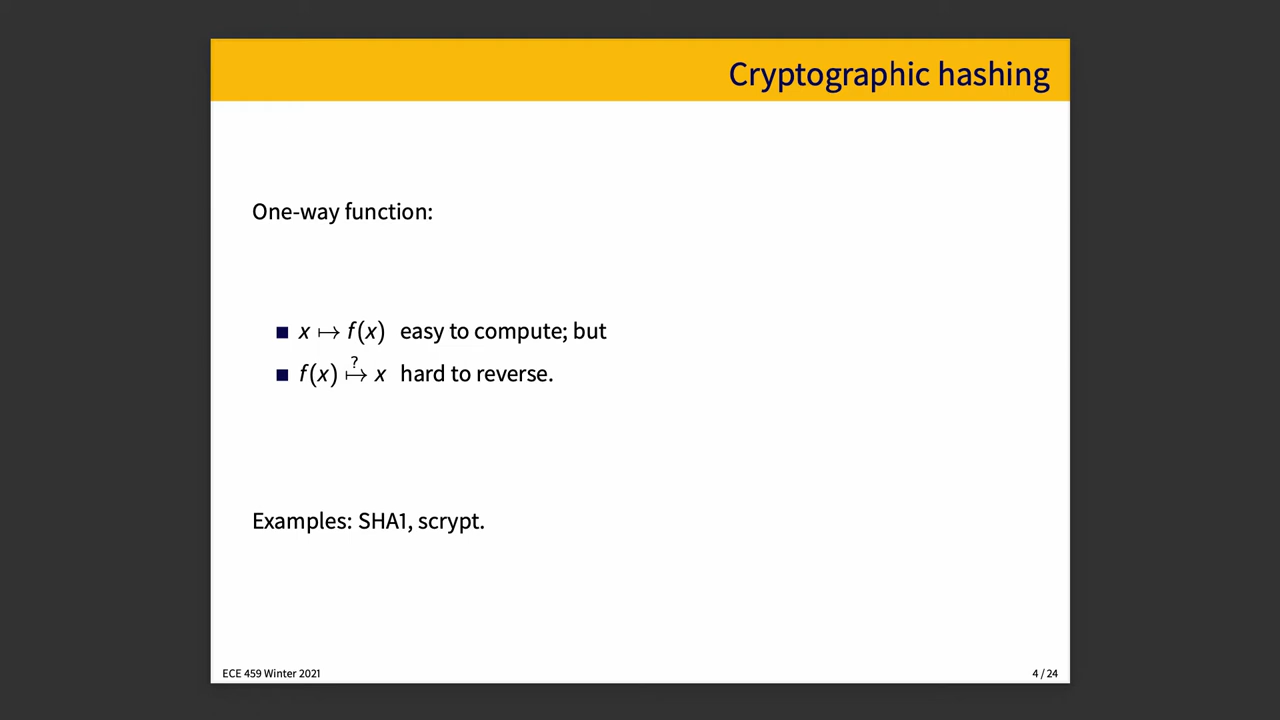 Cryptographic hashing
One-way function:
■ x ↦ f(x) easy to compute; but
■ f(x) ↦? x hard to reverse.
Examples: SHA1, scrypt.
ECE 459 Winter 2021
4 / 24